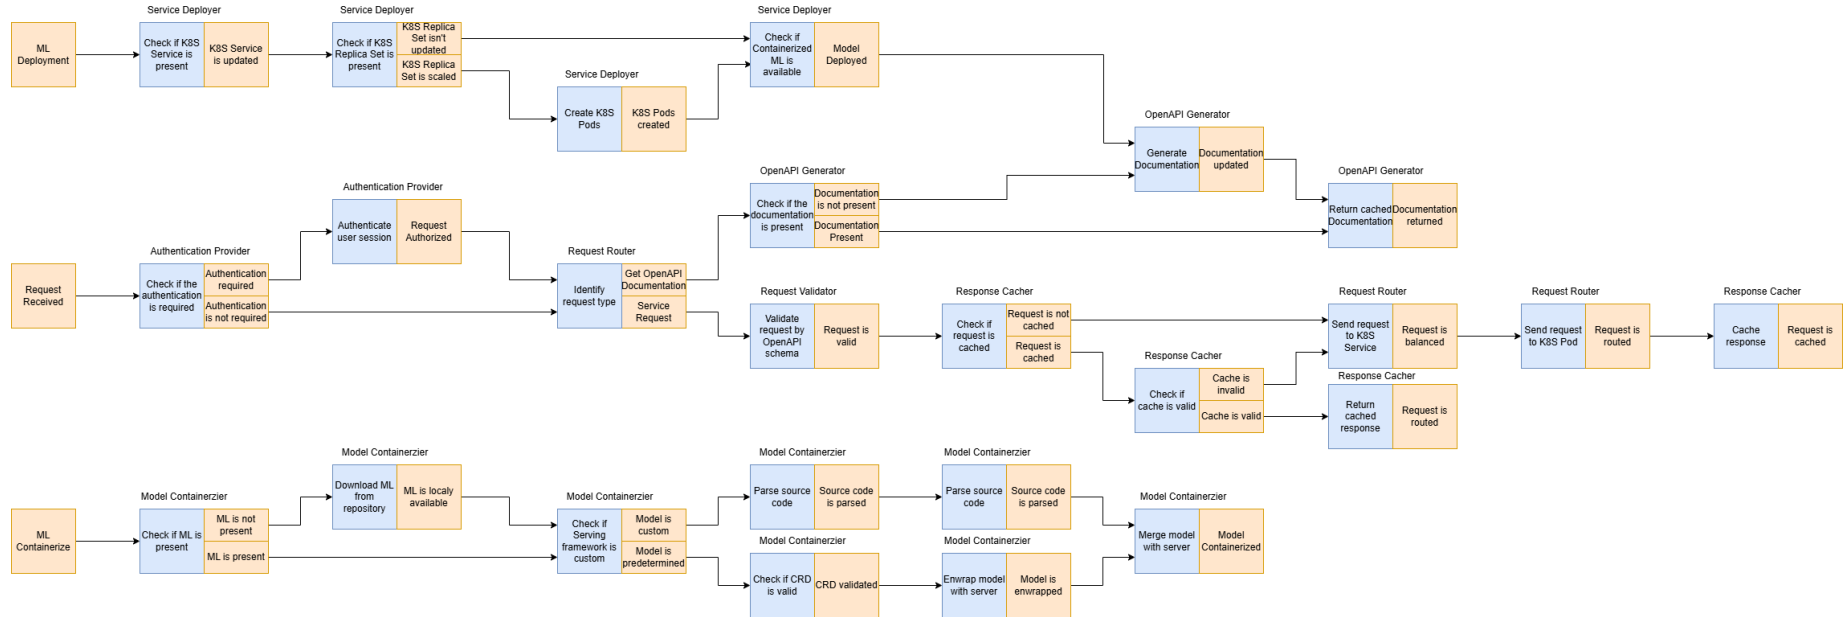 Service Deployer
Service Deployer
Service Deployer
ML
Deployment
Check if K8S
Service is
present
K8S Service
is updated
Check if K8S
Replica Set is
present
K8S Replica
Set isn't
updated
K8S Replica
Set is scaled
Check if
Containerized
ML is
available
Model
Deployed
Service Deployer
Create K8S
Pods
K8S Pods
created
OpenAPI Generator
Generate
Documentation
Documentation
updated
OpenAPI Generator
Check if the
documentation
is present
Documentation
is not present
Documentation
Present
OpenAPI Generator
Return cached
Documentation
Documentation
returned
Authentication Provider
Authenticate
user session
Request
Authorized
Authentication Provider
Request
Received
Check if the
authentication
is required
Authentication
required
Authentication
is not required
Request Router
Identify
request type
Get OpenAPI
Documentation
Service
Request
Request Validator
Validate
request by
OpenAPI
schema
Request is
valid
Response Cacher
Check if
request is
cached
Request is not
cached
Request is
cached
Response Cacher
Check if
cache is valid
Cache is
invalid
Cache is valid
Request Router
Send request
to K8S
Service
Request is
balanced
Request Router
Send request
to K8S Pod
Request is
routed
Response Cacher
Cache
response
Request is
cached
Response Cacher
Return
cached
response
Request is
routed
Model Containerzier
Download ML
from
repository
ML is localy
available
Model Containerzier
ML
Containerize
Check if ML is
present
ML is not
present
ML is present
Model Containerzier
Check if
Serving
framework is
custom
Model is
custom
Model is
predetermined
Model Containerzier
Parse source
code
Source code
is parsed
Model Containerzier
Parse source
code
Source code
is parsed
Model Containerzier
Check if CRD
is valid
CRD validated
Model Containerzier
Enwrap model
with server
Model is
enwrapped
Model Containerzier
Merge model
with server
Model
Containerized